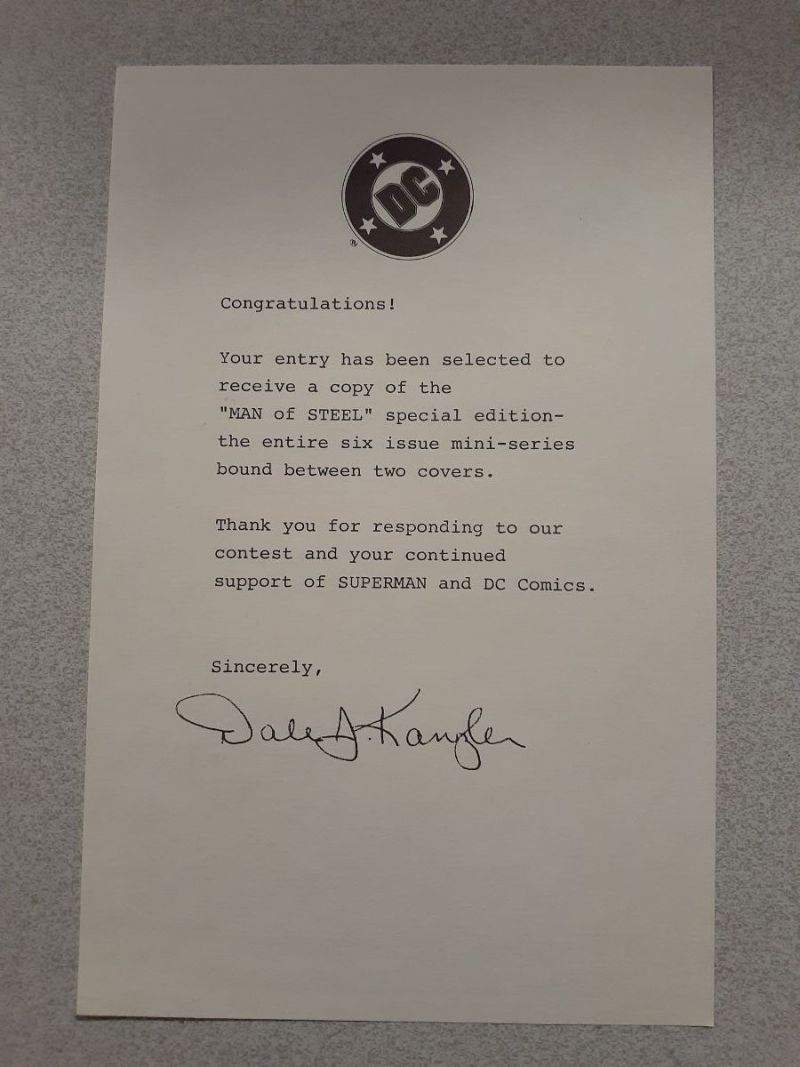 DC
®
Congratulations!
Your entry has been selected to
receive a copy of the
"MAN of STEEL" special edition-
the entire six issue mini-series
bound between two covers.
Thank you for responding to our
contest and your continued
support of SUPERMAN and DC Comics.
Sincerely,
Dale A. Kanzler